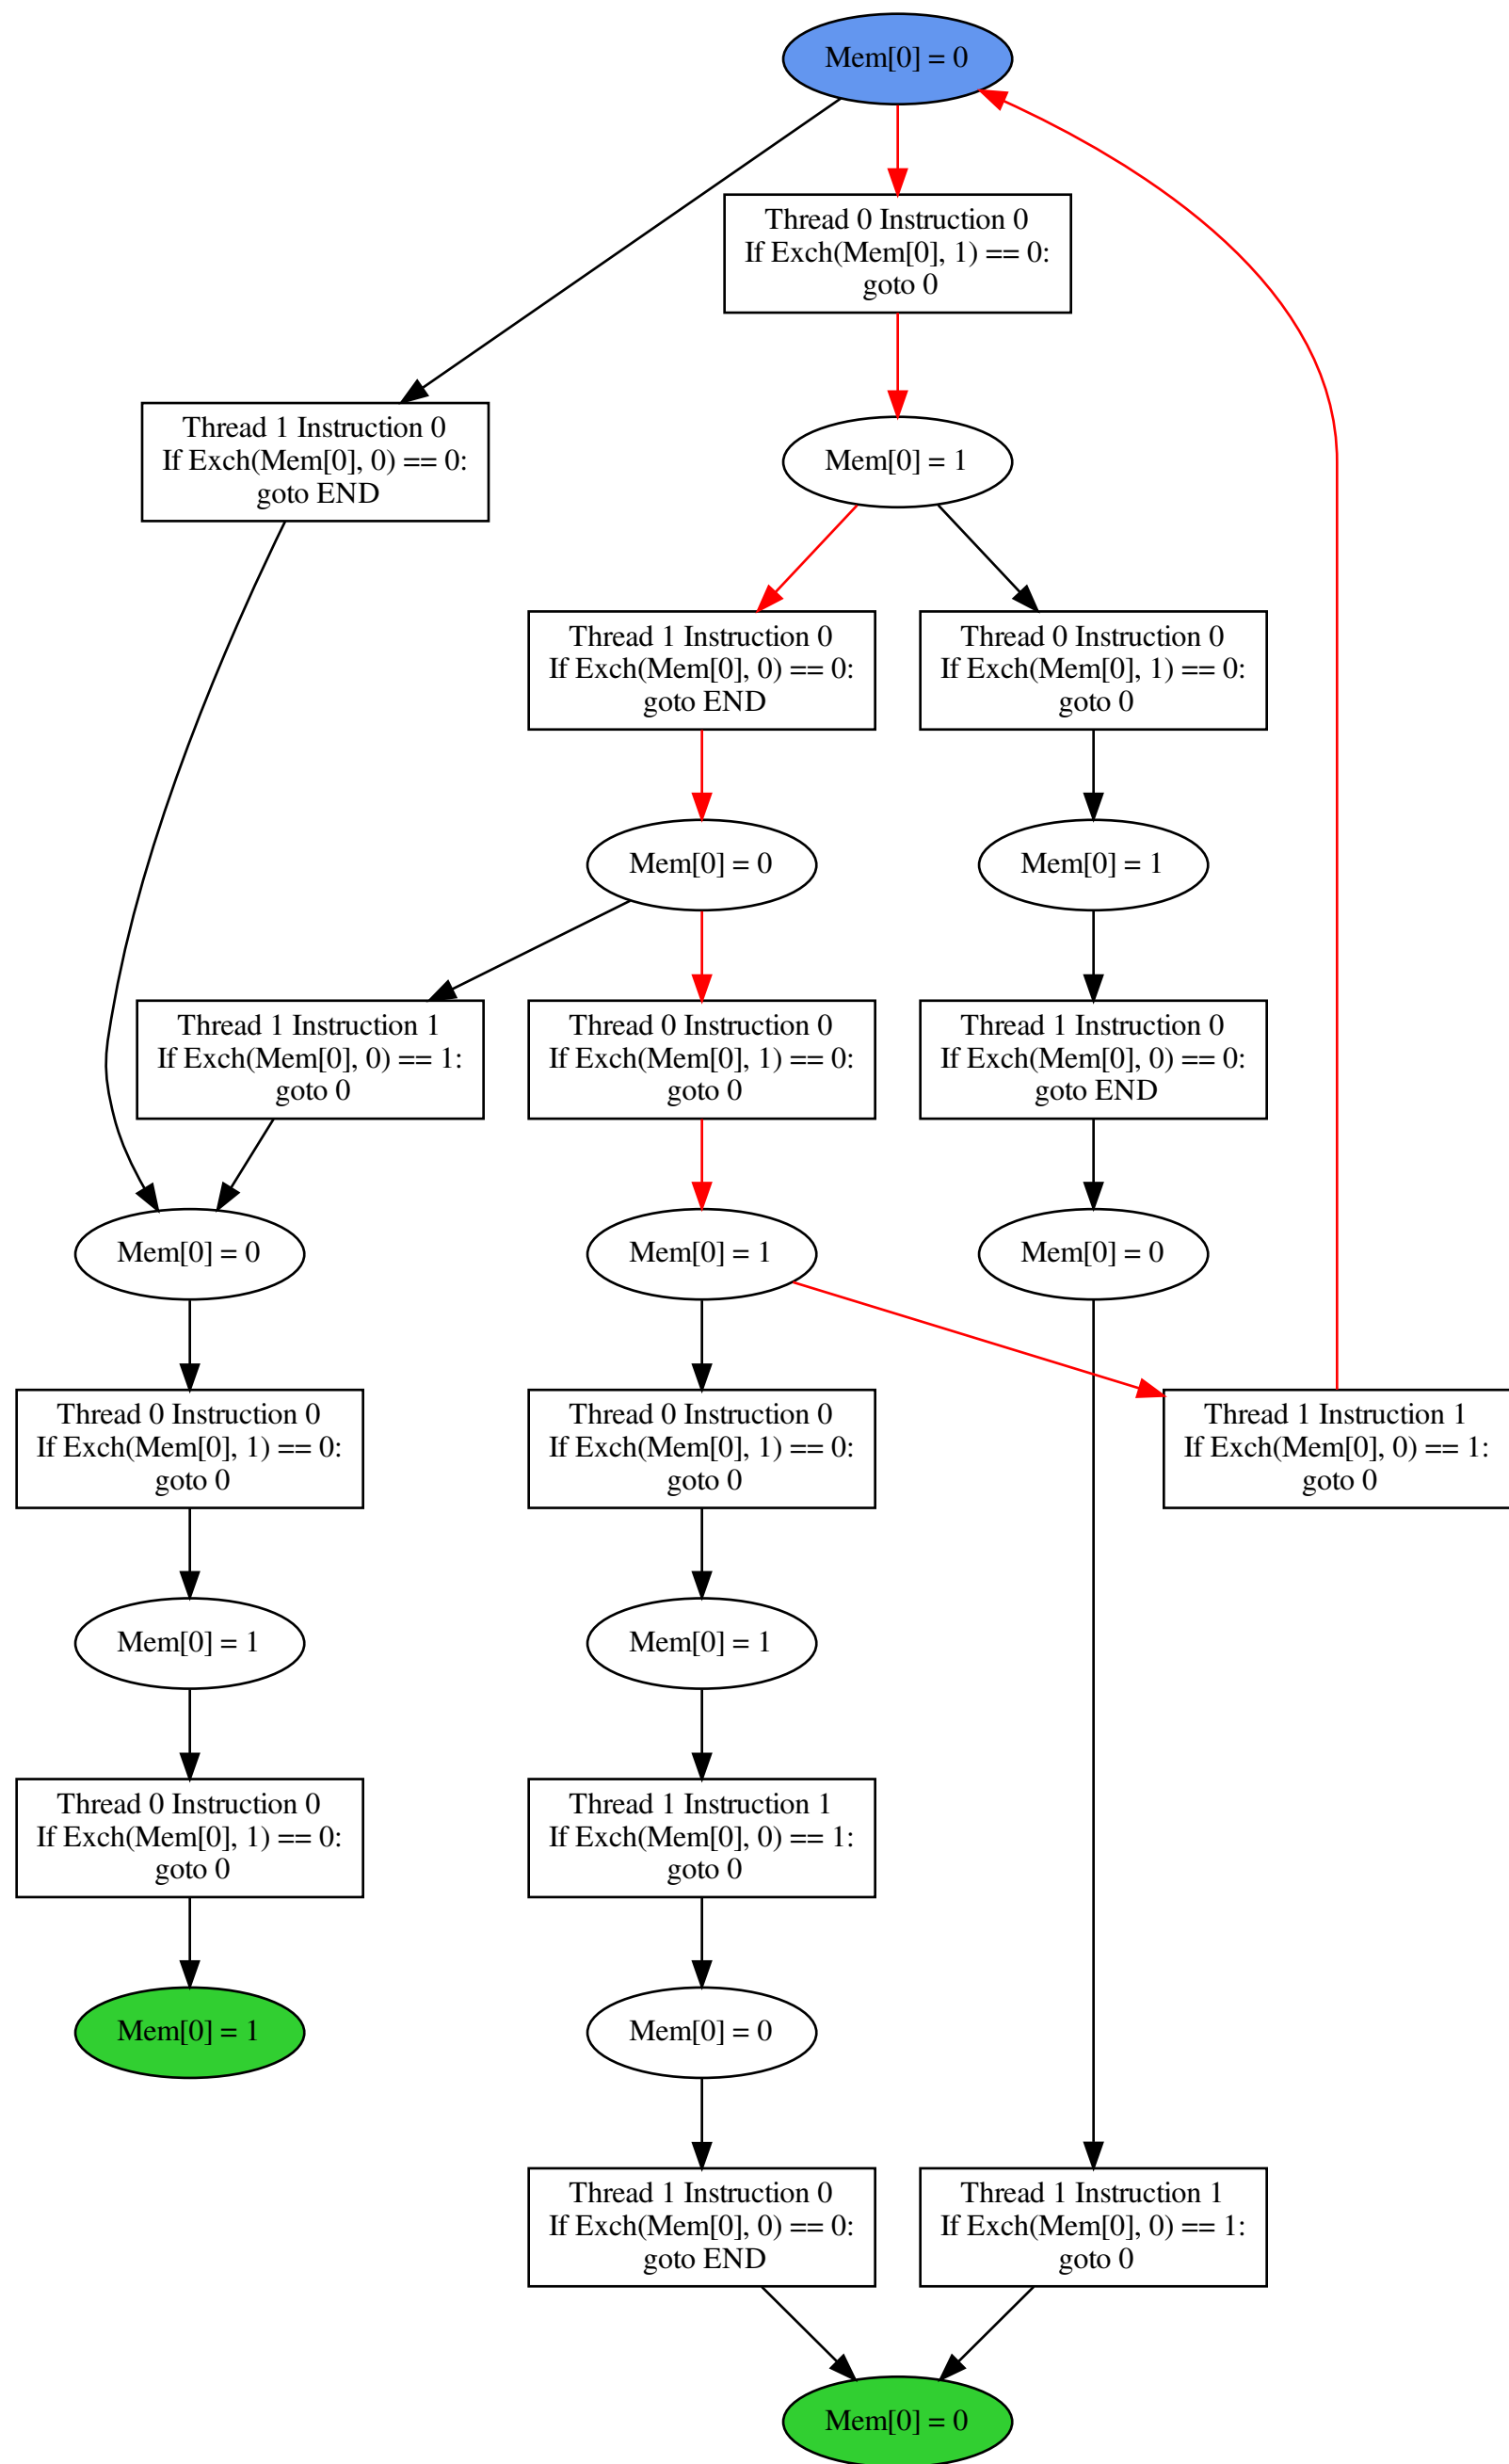 Mem[0] = 0
Thread 0 Instruction 0
If Exch(Mem[0], 1) == 0:
goto 0
Thread 1 Instruction 0
If Exch(Mem[0], 0) == 0:
goto END
Mem[0] = 1
Thread 1 Instruction 0
If Exch(Mem[0], 0) == 0:
goto END
Thread 0 Instruction 0
If Exch(Mem[0], 1) == 0:
goto 0
Mem[0] = 0
Mem[0] = 1
Thread 1 Instruction 1
If Exch(Mem[0], 0) == 1:
goto 0
Thread 0 Instruction 0
If Exch(Mem[0], 1) == 0:
goto 0
Thread 1 Instruction 0
If Exch(Mem[0], 0) == 0:
goto END
Mem[0] = 0
Mem[0] = 1
Mem[0] = 0
Thread 0 Instruction 0
If Exch(Mem[0], 1) == 0:
goto 0
Thread 0 Instruction 0
If Exch(Mem[0], 1) == 0:
goto 0
Thread 1 Instruction 1
If Exch(Mem[0], 0) == 1:
goto 0
Mem[0] = 1
Mem[0] = 1
Thread 0 Instruction 0
If Exch(Mem[0], 1) == 0:
goto 0
Thread 1 Instruction 1
If Exch(Mem[0], 0) == 1:
goto 0
Mem[0] = 1
Mem[0] = 0
Thread 1 Instruction 0
If Exch(Mem[0], 0) == 0:
goto END
Thread 1 Instruction 1
If Exch(Mem[0], 0) == 1:
goto 0
Mem[0] = 0